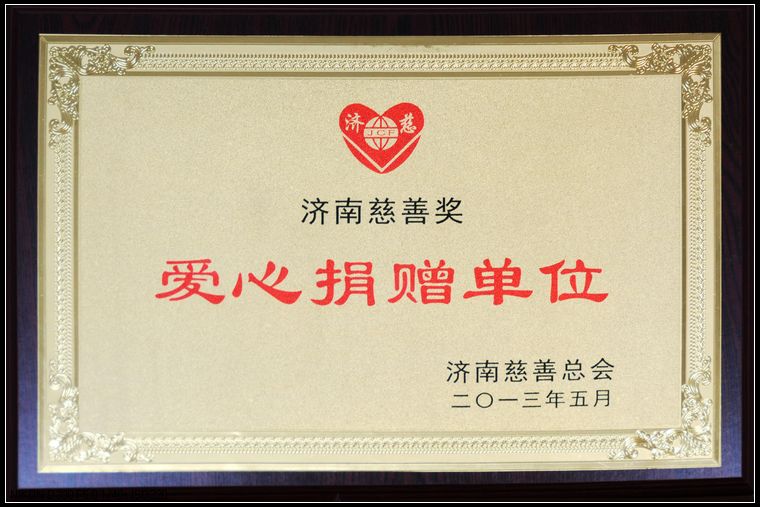 济 慈
JCF
济南慈善奖
爱心捐赠单位
济南慈善总会
二〇一三年五月